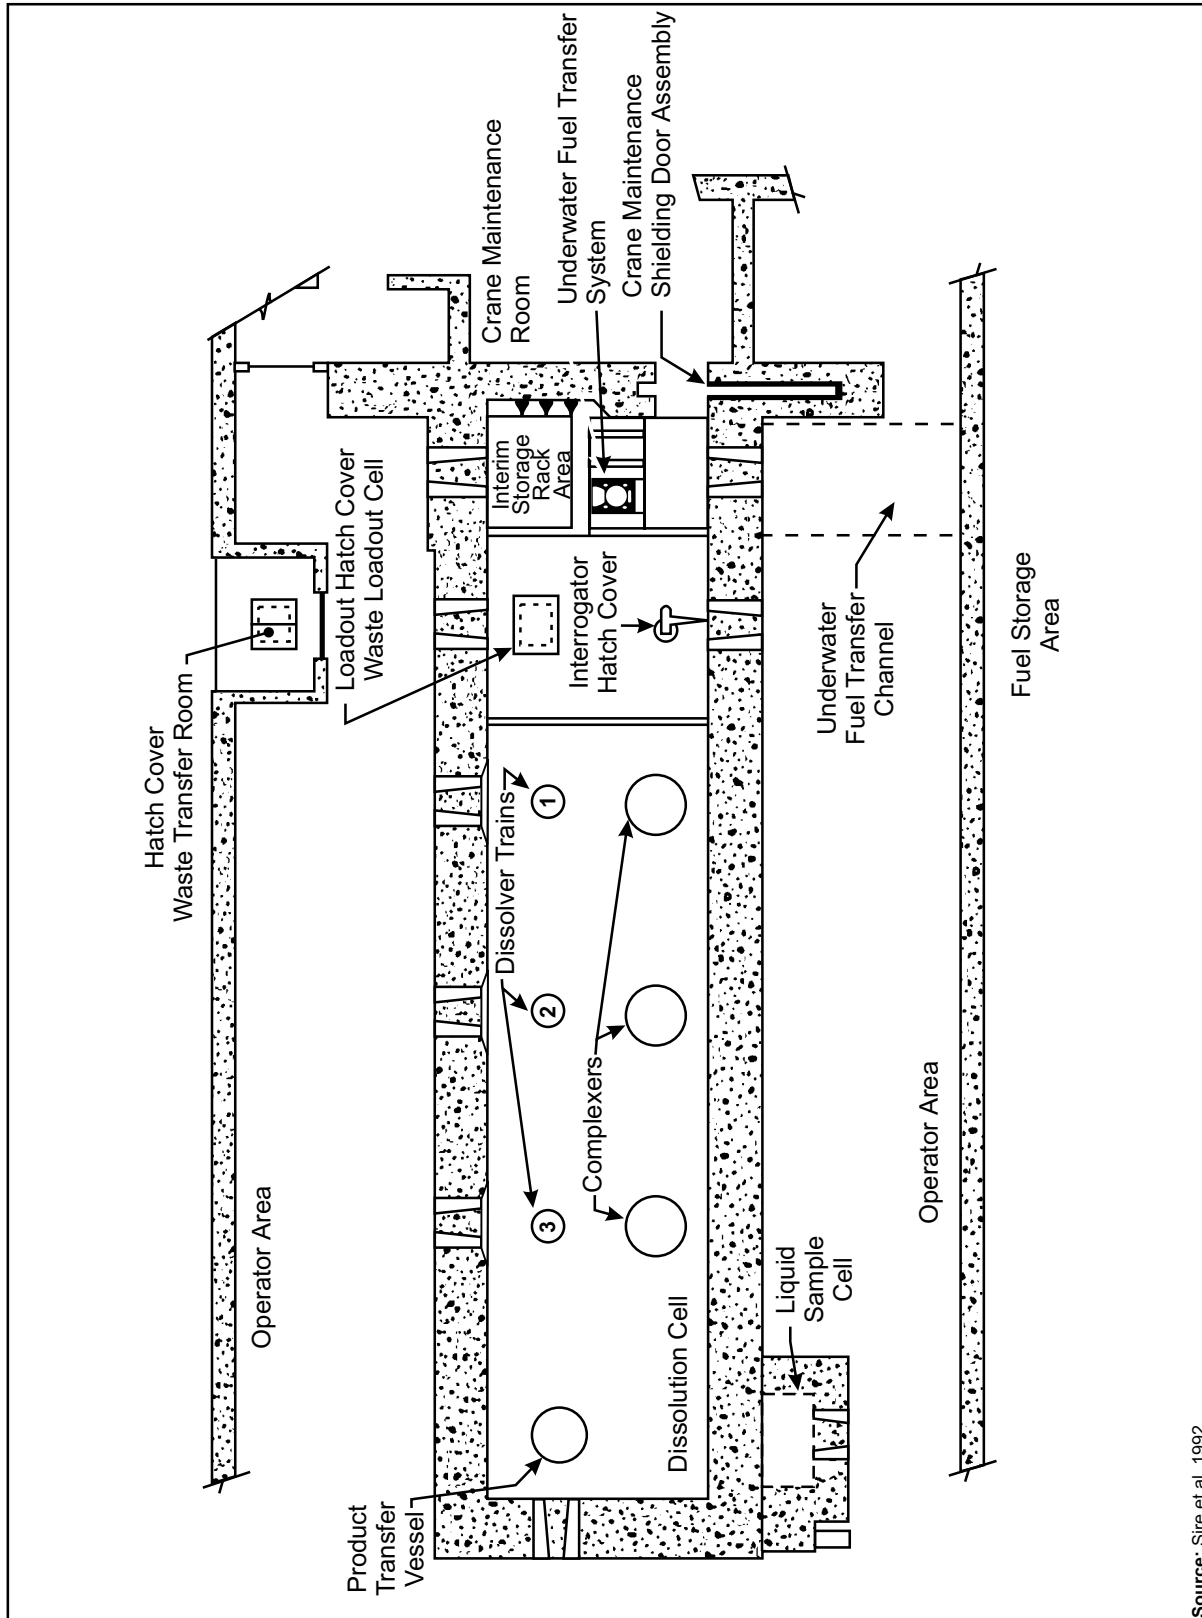 Hatch Cover
Waste Transfer Room
Loadout Hatch Cover
Waste Loadout Cell
Crane Maintenance
Room
Underwater Fuel Transfer
System
Crane Maintenance
Shielding Door Assembly
Interim
Storage
Rack
Area
Interrogator
Hatch Cover
Operator Area
Dissolver Trains
3
2
1
Complexers
Product
Transfer
Vessel
Dissolution Cell
Liquid
Sample
Cell
Operator Area
Underwater
Fuel Transfer
Channel
Fuel Storage
Area
Source: Sire et al. 1992